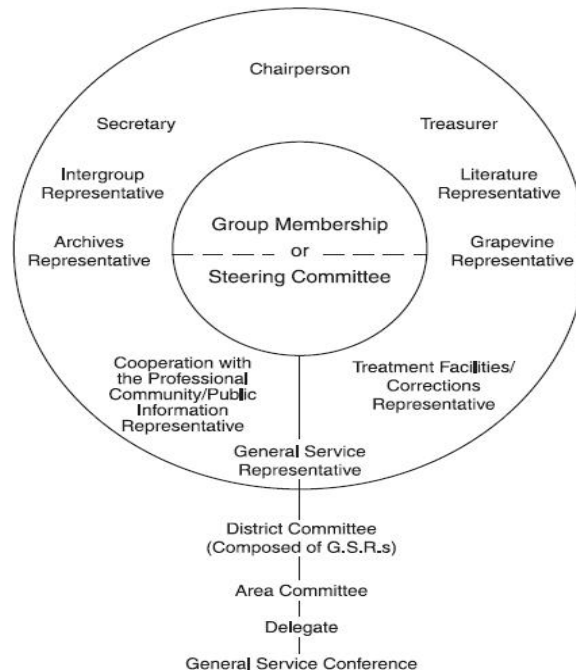 Chairperson
Secretary
Treasurer
Intergroup
Representative
Literature
Representative
Archives
Representative
Group Membership
or
Steering Committee
Grapevine
Representative
Cooperation with
the Professional
Community/Public
Information
Representative
Treatment Facilities/
Corrections
Representative
General Service
Representative
District Committee
(Composed of G.S.R.s)
Area Committee
Delegate
General Service Conference